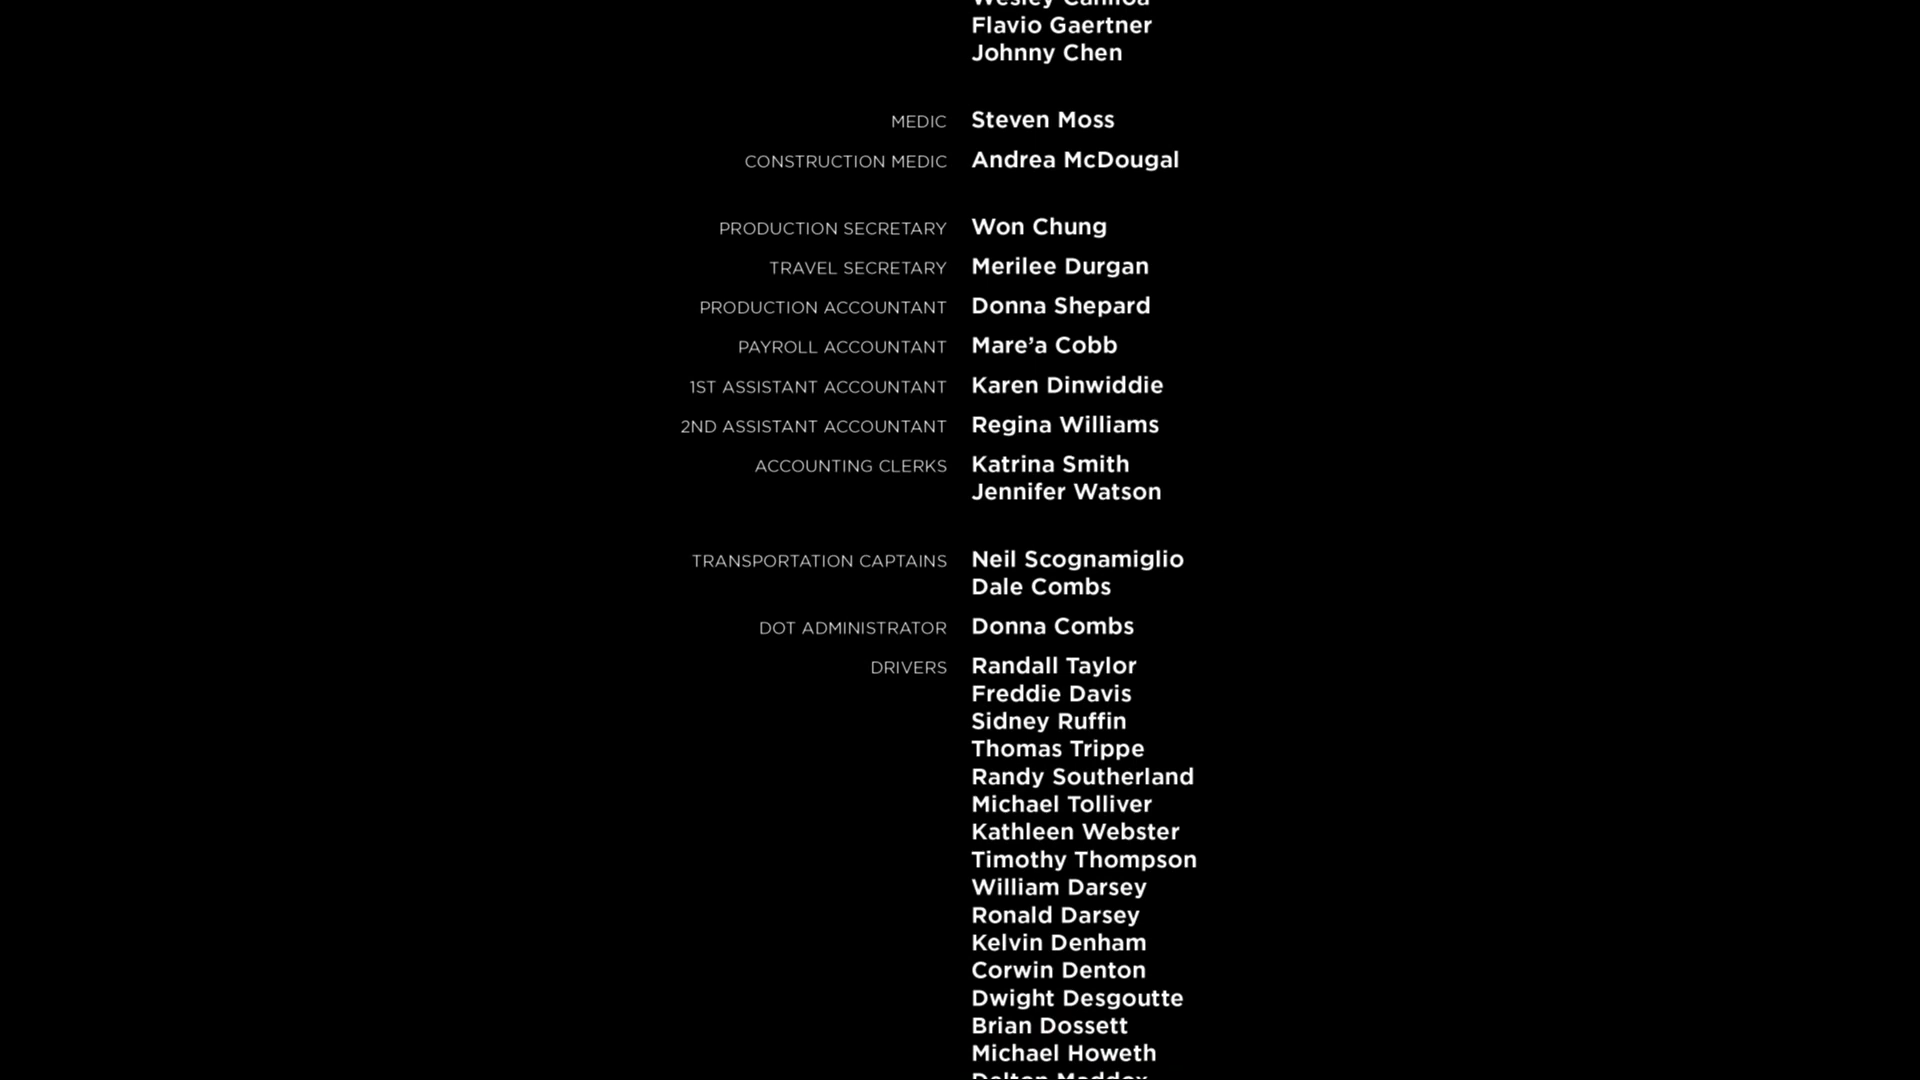 Flavio Gaertner
Johnny Chen
MEDIC Steven Moss
CONSTRUCTION MEDIC Andrea McDougal
PRODUCTION SECRETARY Won Chung
TRAVEL SECRETARY Merilee Durgan
PRODUCTION ACCOUNTANT Donna Shepard
PAYROLL ACCOUNTANT Mare’a Cobb
1ST ASSISTANT ACCOUNTANT Karen Dinwiddie
2ND ASSISTANT ACCOUNTANT Regina Williams
ACCOUNTING CLERKS Katrina Smith
Jennifer Watson
TRANSPORTATION CAPTAINS Neil Scognamiglio
Dale Combs
DOT ADMINISTRATOR Donna Combs
DRIVERS Randall Taylor
Freddie Davis
Sidney Ruffin
Thomas Trippe
Randy Southerland
Michael Tolliver
Kathleen Webster
Timothy Thompson
William Darsey
Ronald Darsey
Kelvin Denham
Corwin Denton
Dwight Desgoutte
Brian Dossett
Michael Howeth